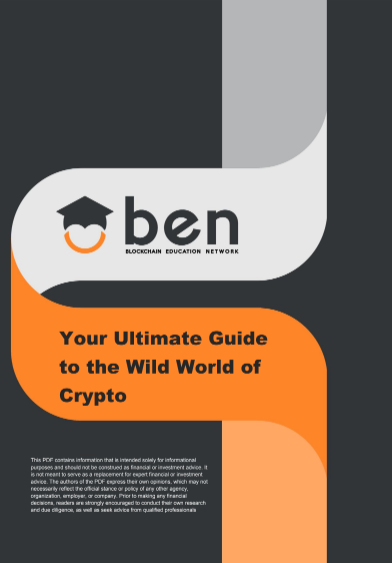 ben
BLOCKCHAIN EDUCATION NETWORK
Your Ultimate Guide
to the Wild World of
Crypto
This PDF contains information that is intended solely for informational
purposes and should not be construed as financial or investment advice. It
is not meant to serve as a replacement for expert financial or investment
advice. The authors of the PDF express their own opinions, which may not
necessarily reflect the official stance or policy of any other agency,
organization, employer, or company. Prior to making any financial
decisions, readers are strongly encouraged to conduct their own research
and due diligence, as well as seek advice from qualified professionals